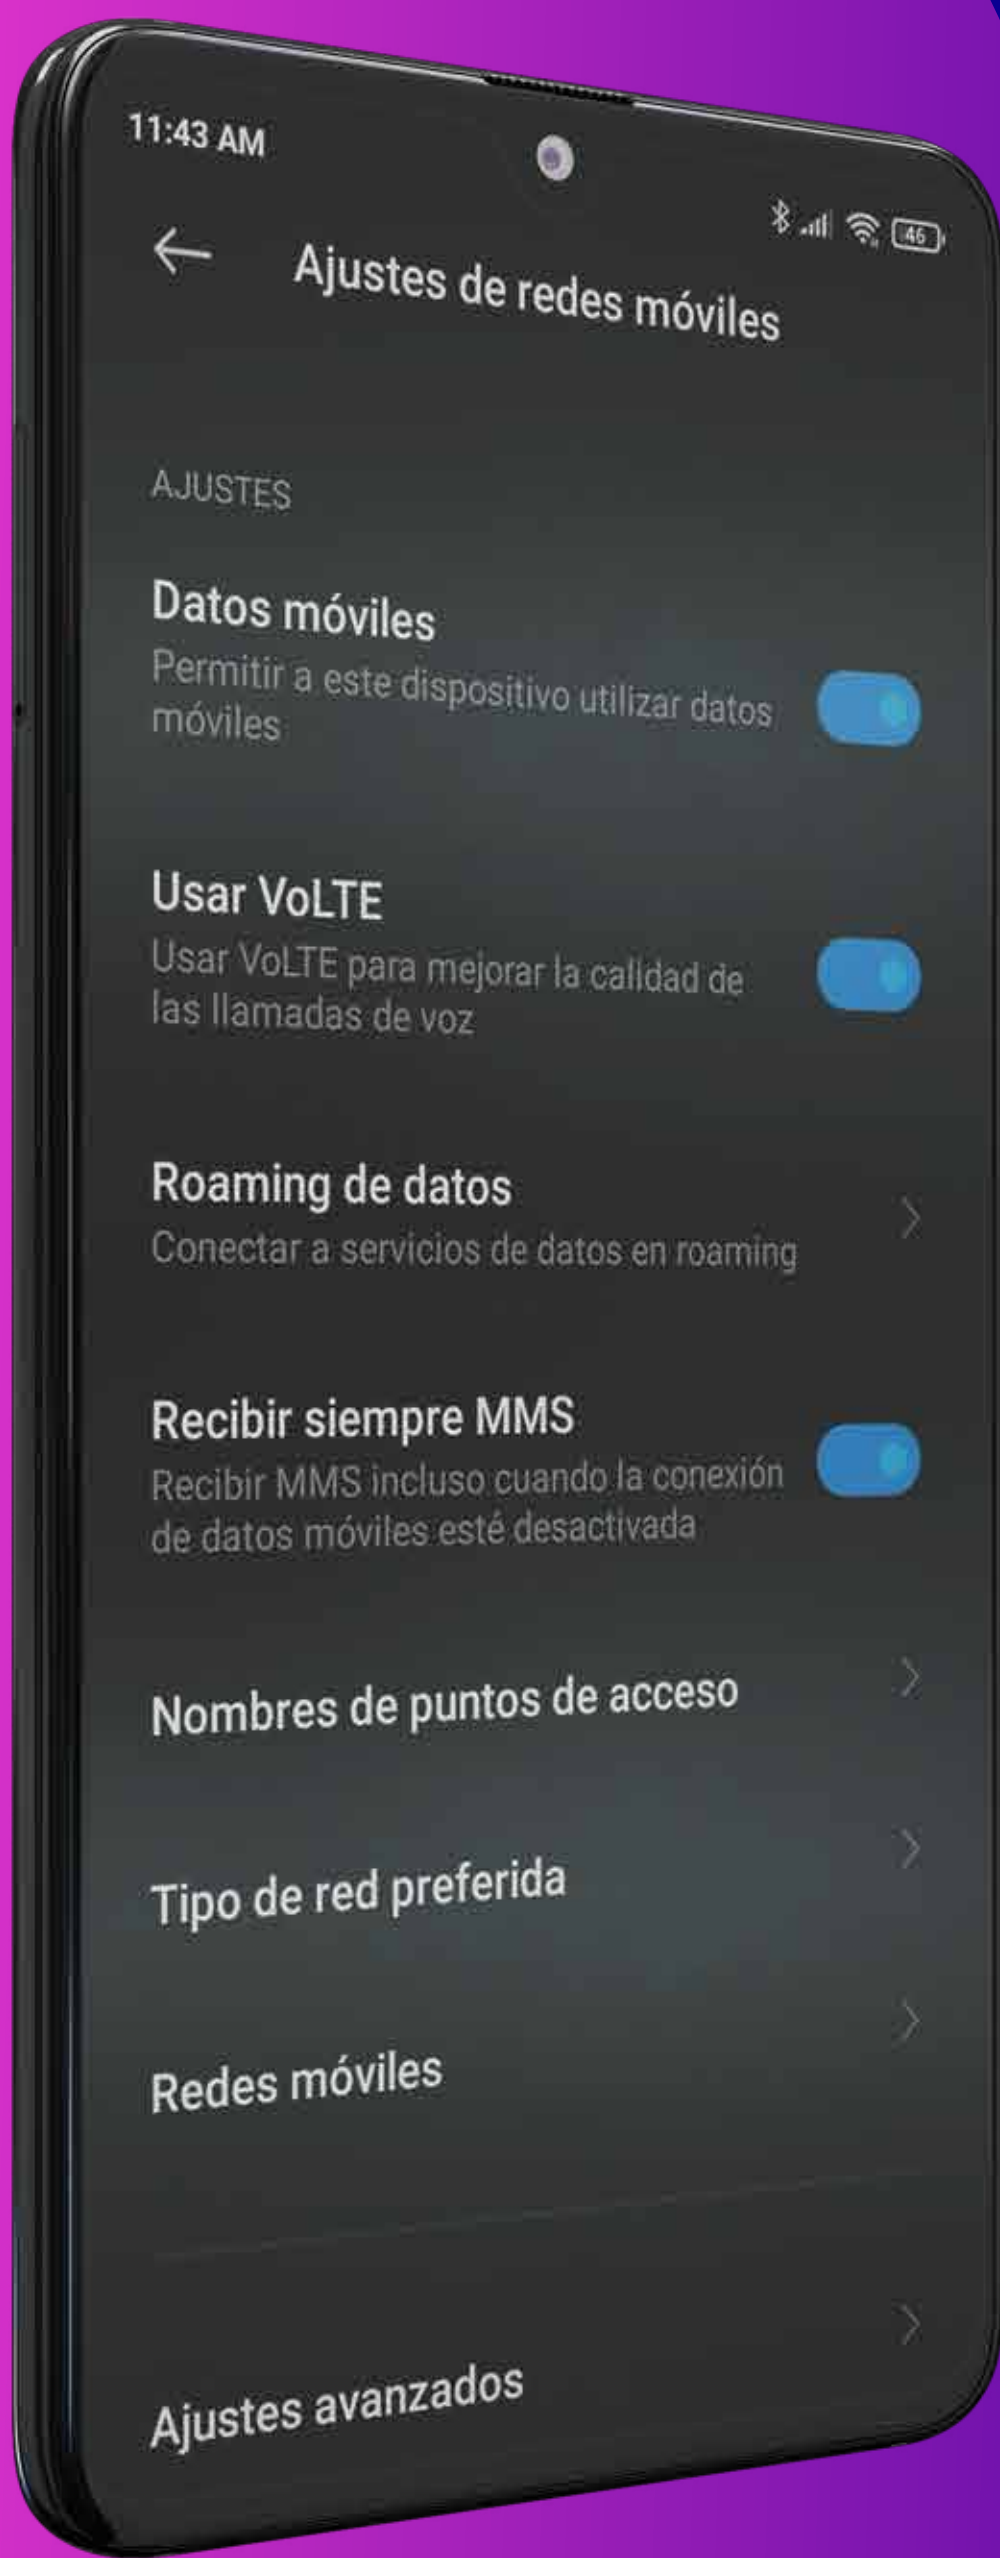 11:43 AM
46
Ajustes de redes móviles
AJUSTES
Datos móviles
Permitir a este dispositivo utilizar datos
móviles
Usar VoLTE
Usar VoLTE para mejorar la calidad de
las llamadas de voz
Roaming de datos
Conectar a servicios de datos en roaming
Recibir siempre MMS
Recibir MMS incluso cuando la conexión
de datos móviles esté desactivada
Nombres de puntos de acceso
Tipo de red preferida
Redes móviles
Ajustes avanzados